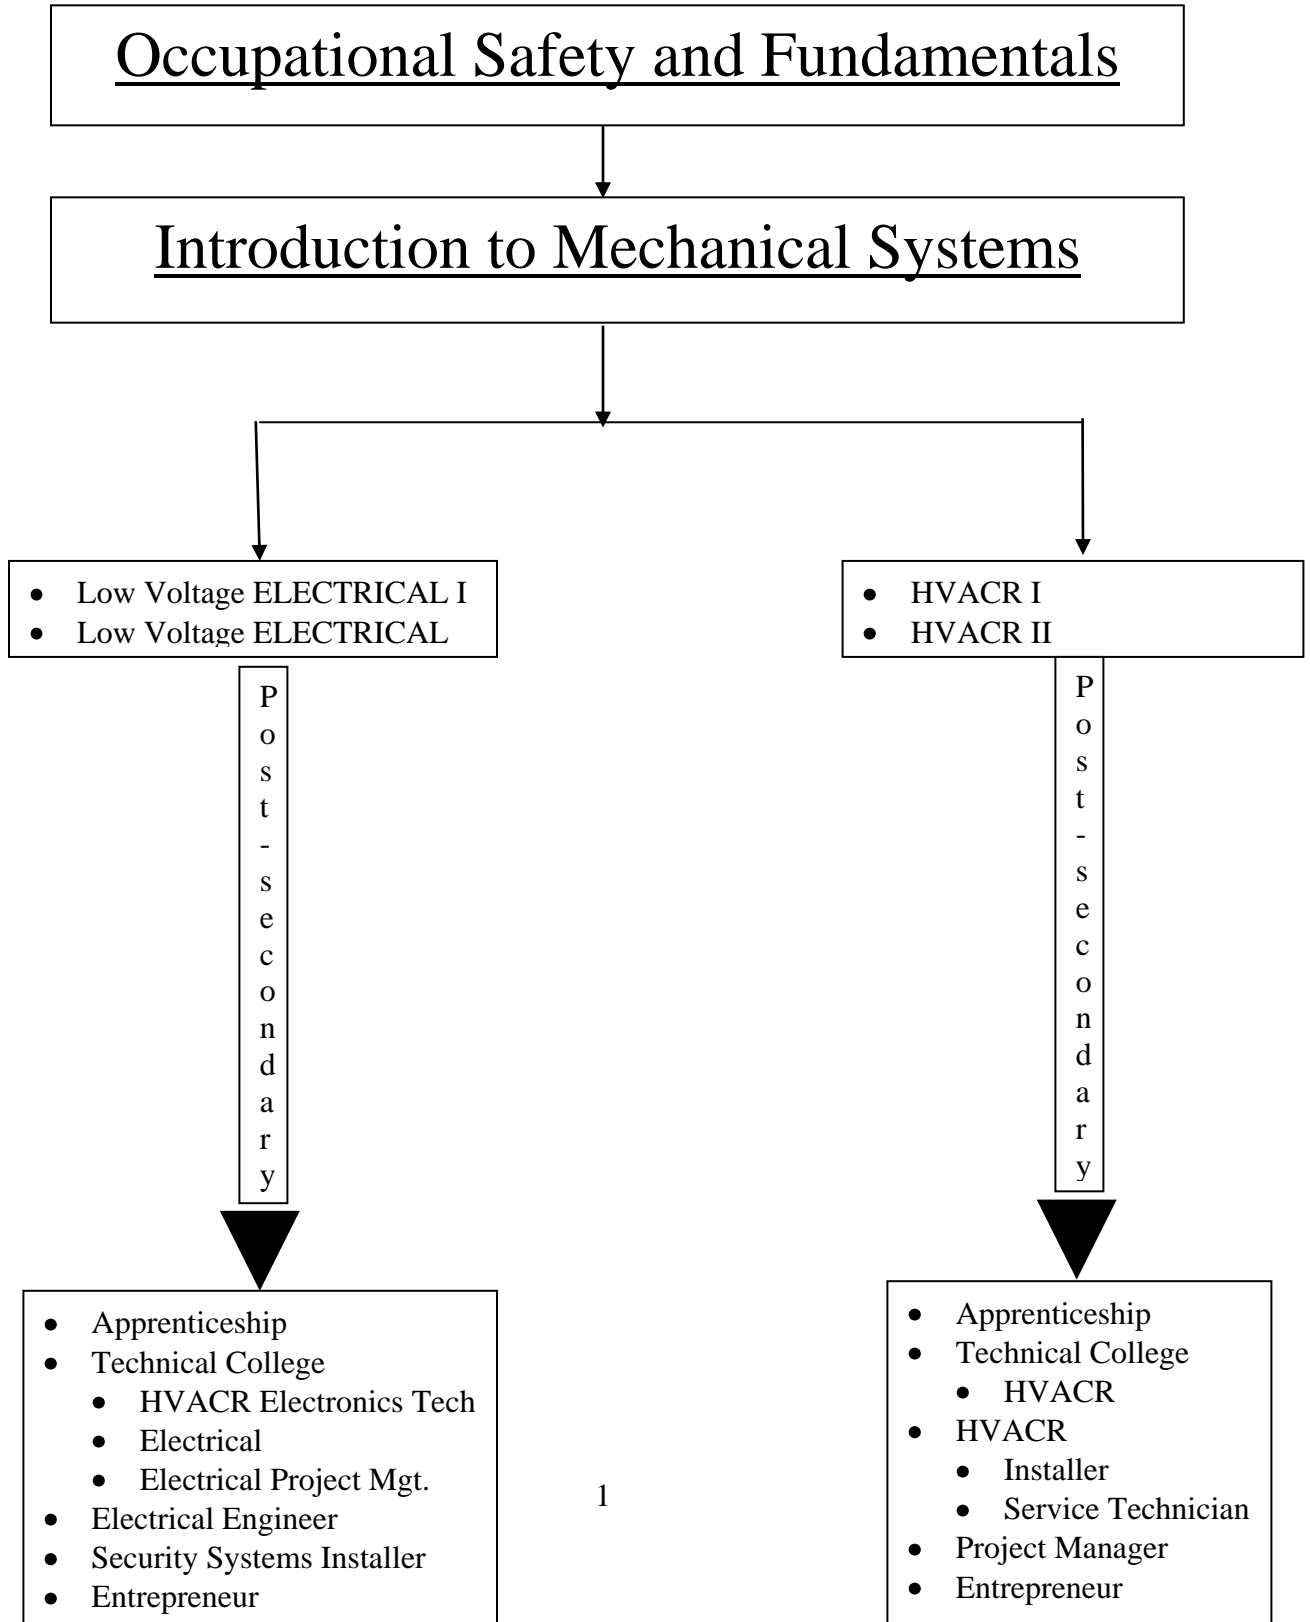 Occupational Safety and Fundamentals
Introduction to Mechanical Systems
• Low Voltage ELECTRICAL I
• Low Voltage ELECTRICAL
• HVACR I
• HVACR II
Post-secondary
Post-secondary
• Apprenticeship
• Technical College
• HVACR Electronics Tech
• Electrical
• Electrical Project Mgt.
• Electrical Engineer
• Security Systems Installer
• Entrepreneur
• Apprenticeship
• Technical College
• HVACR
• HVACR
• Installer
• Service Technician
• Project Manager
• Entrepreneur
1